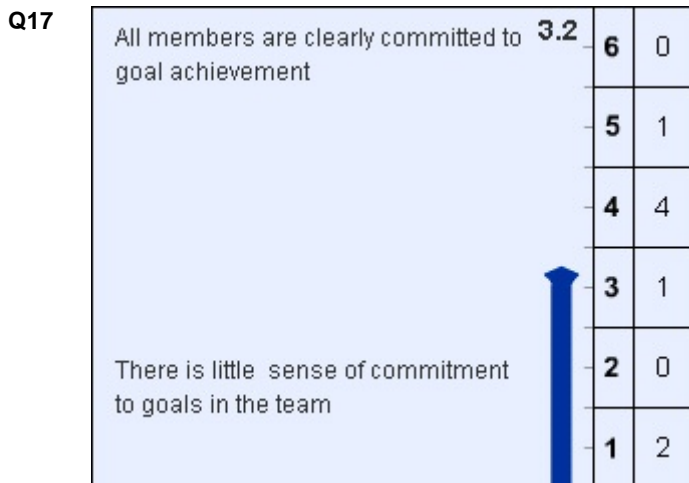 Q17
All members are clearly committed to 3.2
goal achievement
6 0
5 1
4 4
3 1
There is little sense of commitment
to goals in the team
2 0
1 2